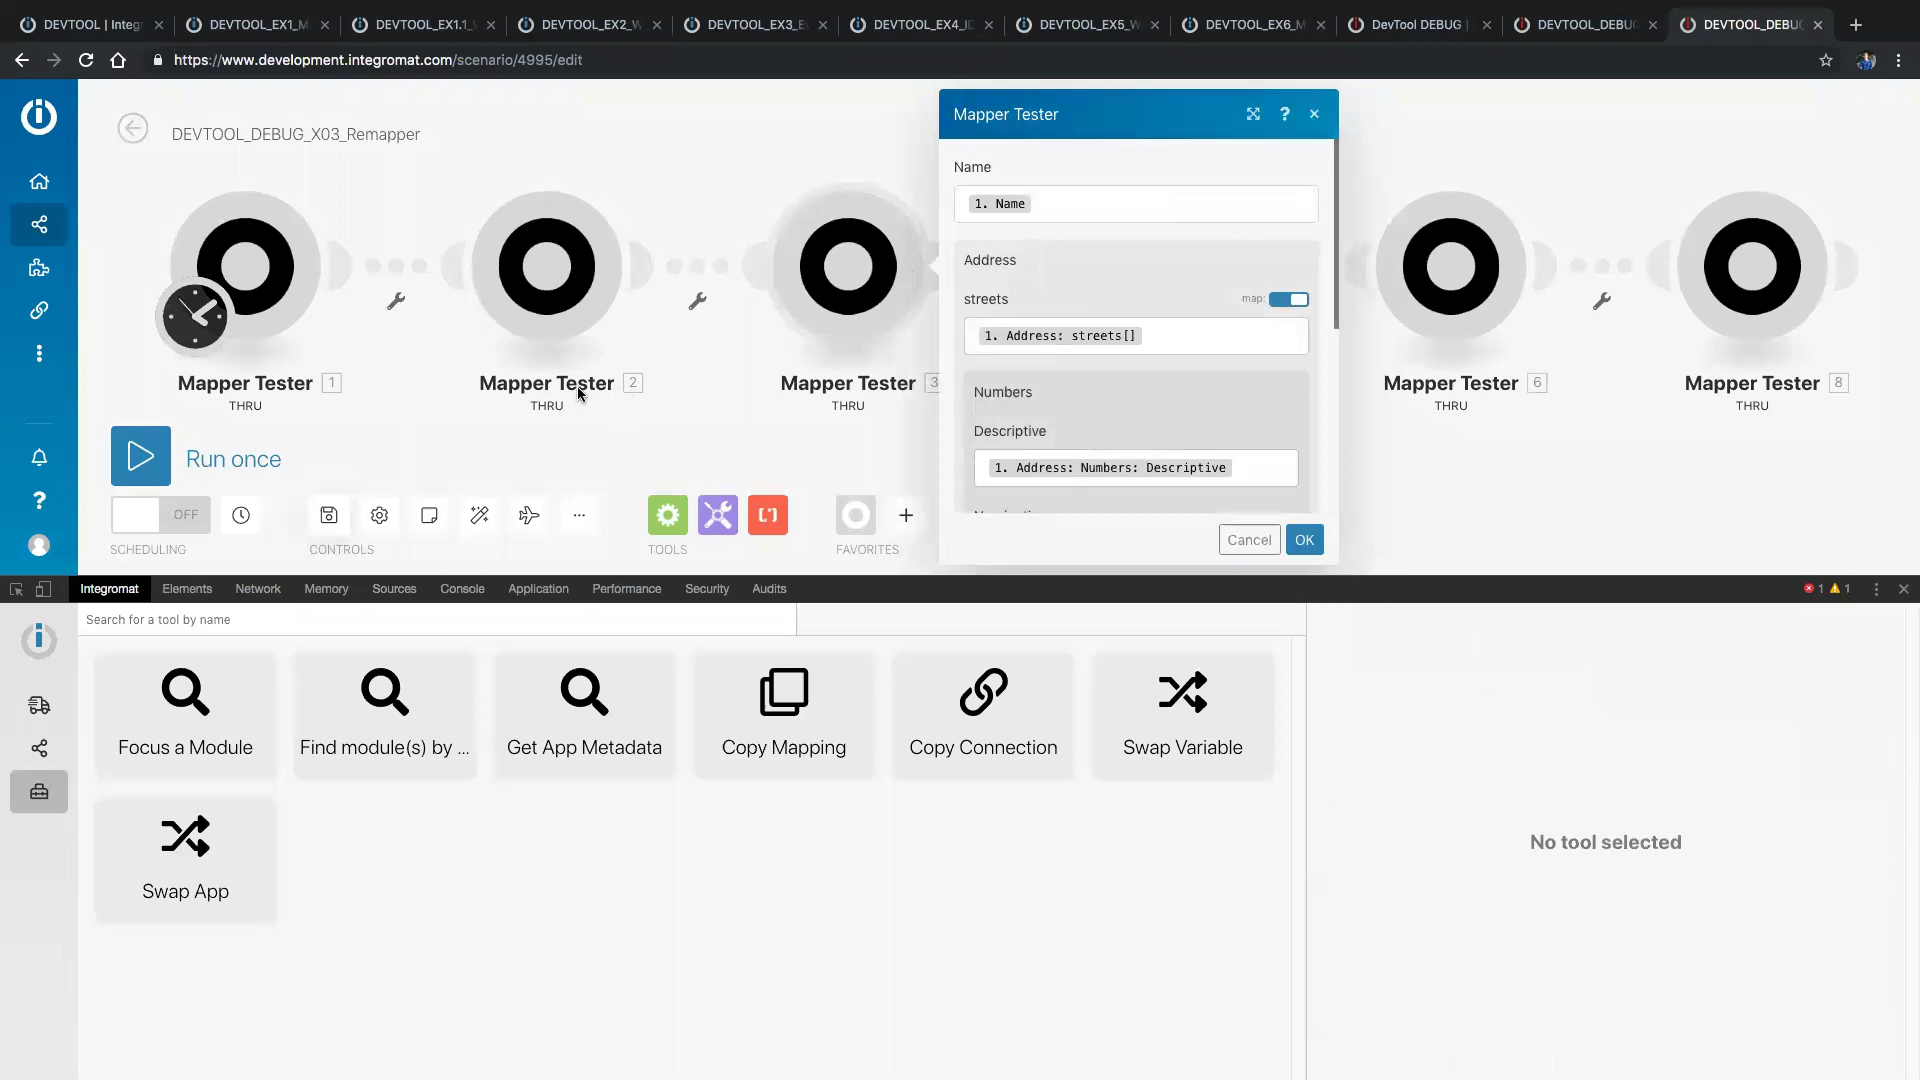 DEVTOOL | Integ
DEVTOOL_EX1_M
DEVTOOL_EX1.1_
DEVTOOL_EX2_W
DEVTOOL_EX3_E
DEVTOOL_EX4_ID
DEVTOOL_EX5_W
DEVTOOL_EX6_M
DevTool DEBUG |
DEVTOOL_DEBU
DEVTOOL_DEBU
https://www.development.integromat.com/scenario/4995/edit
DEVTOOL_DEBUG_X03_Remapper
Mapper Tester
Name
1. Name
Address
streets
map:
1. Address: streets[]
Numbers
Descriptive
1. Address: Numbers: Descriptive
Cancel
OK
Mapper Tester 1
THRU
Mapper Tester 2
THRU
Mapper Tester 3
THRU
Mapper Tester 6
THRU
Mapper Tester 8
THRU
Run once
OFF
SCHEDULING
CONTROLS
TOOLS
FAVORITES
Integromat
Elements
Network
Memory
Sources
Console
Application
Performance
Security
Audits
1
1
Search for a tool by name
Focus a Module
Find module(s) by ...
Get App Metadata
Copy Mapping
Copy Connection
Swap Variable
Swap App
No tool selected